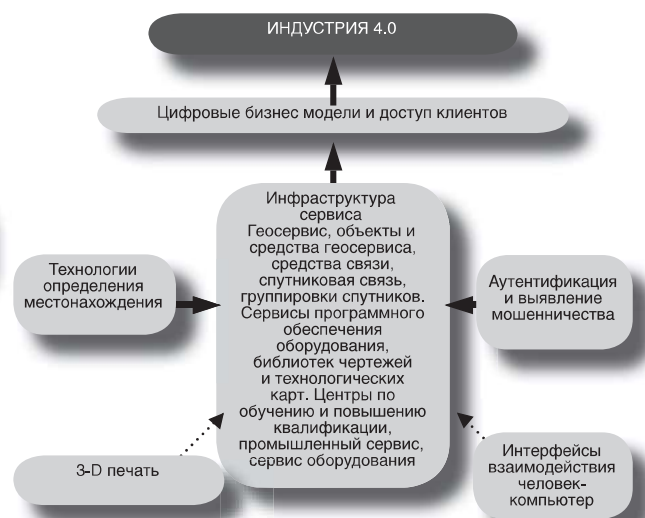 ИНДУСТРИЯ 4.0
Цифровые бизнес модели и доступ клиентов
Инфраструктура
сервиса
Геосервис, объекты и
средства геосервиса,
средства связи,
спутниковая связь,
группировки спутников.
Сервисы программного
обеспечения
оборудования,
библиотек чертежей
и технологических
карт. Центры по
обучению и повышению
квалификации,
промышленный сервис,
сервис оборудования
Технологии
определения
местонахождения
Аутентификация
и выявление
мошенничества
3-D печать
Интерфейсы
взаимодействия
человек-
компьютер